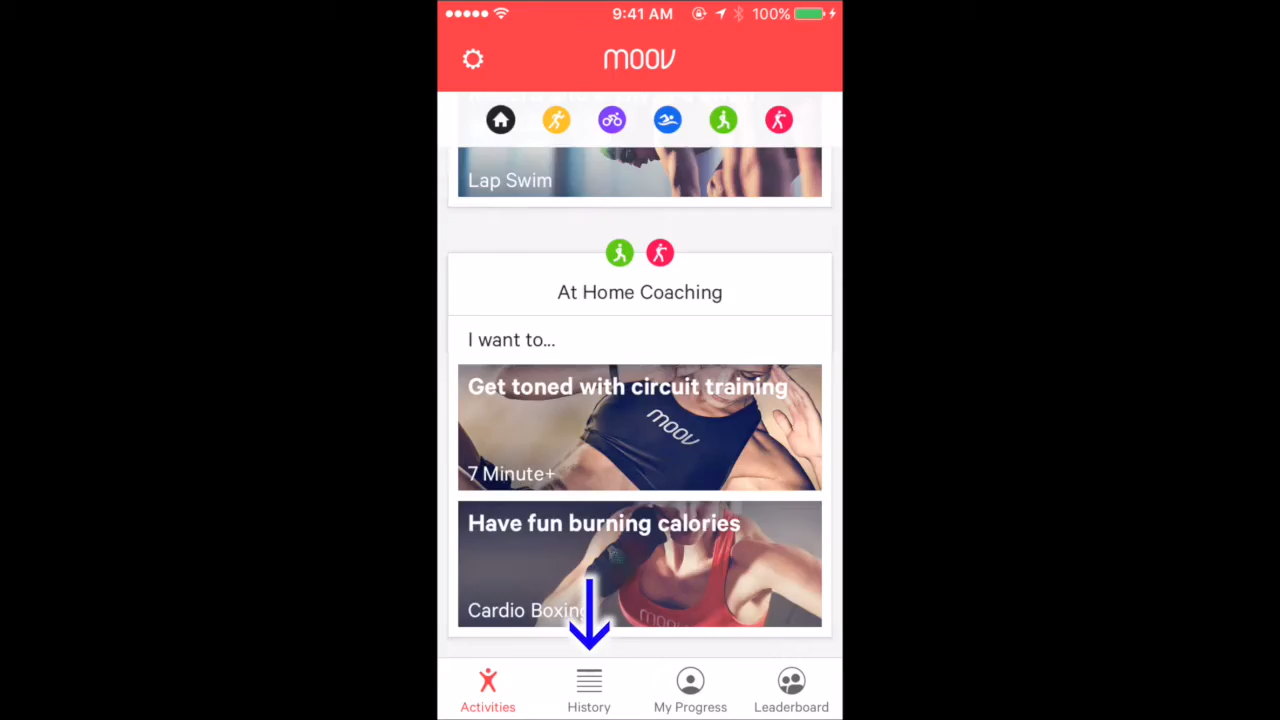 9:41 AM 100%
moov
Lap Swim
At Home Coaching
I want to...
Get toned with circuit training
moov
7 Minute+
Have fun burning calories
Cardio Boxing
moov
Activities History My Progress Leaderboard